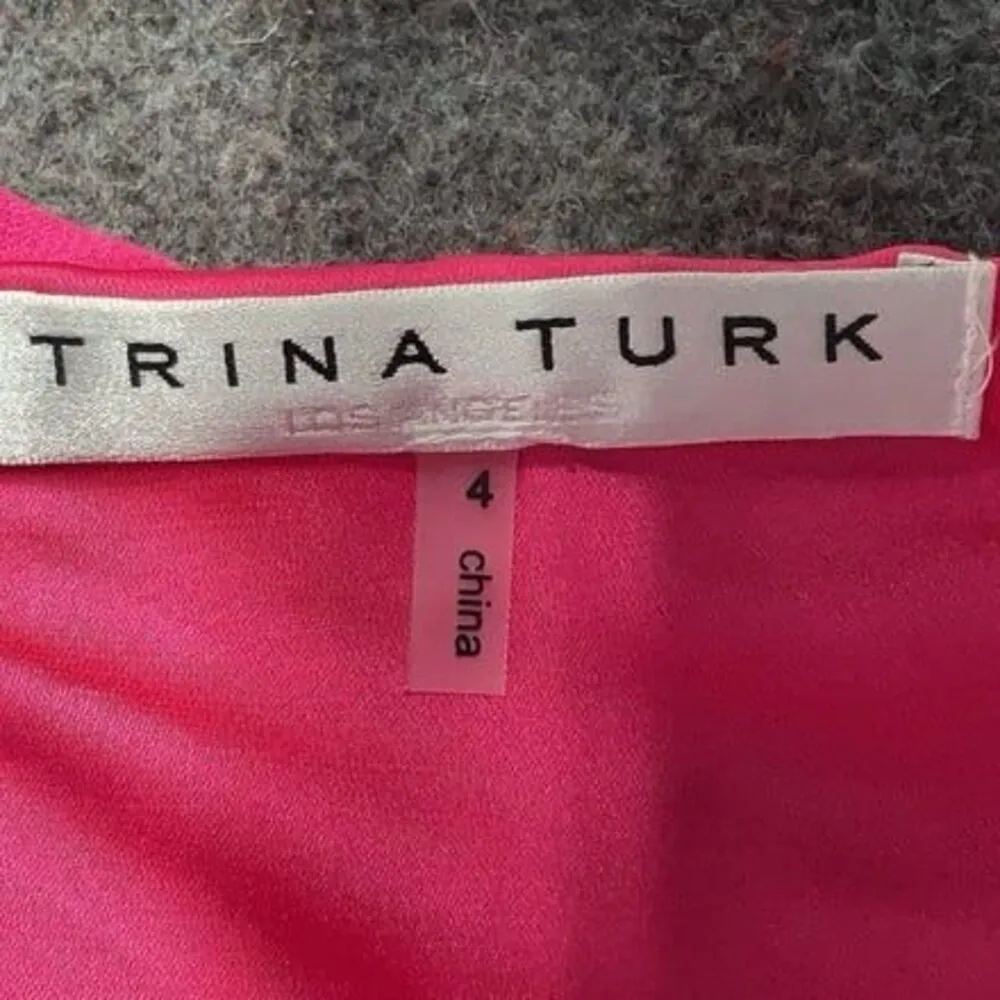 TRINA TURK
LOS ANGELES
4
china